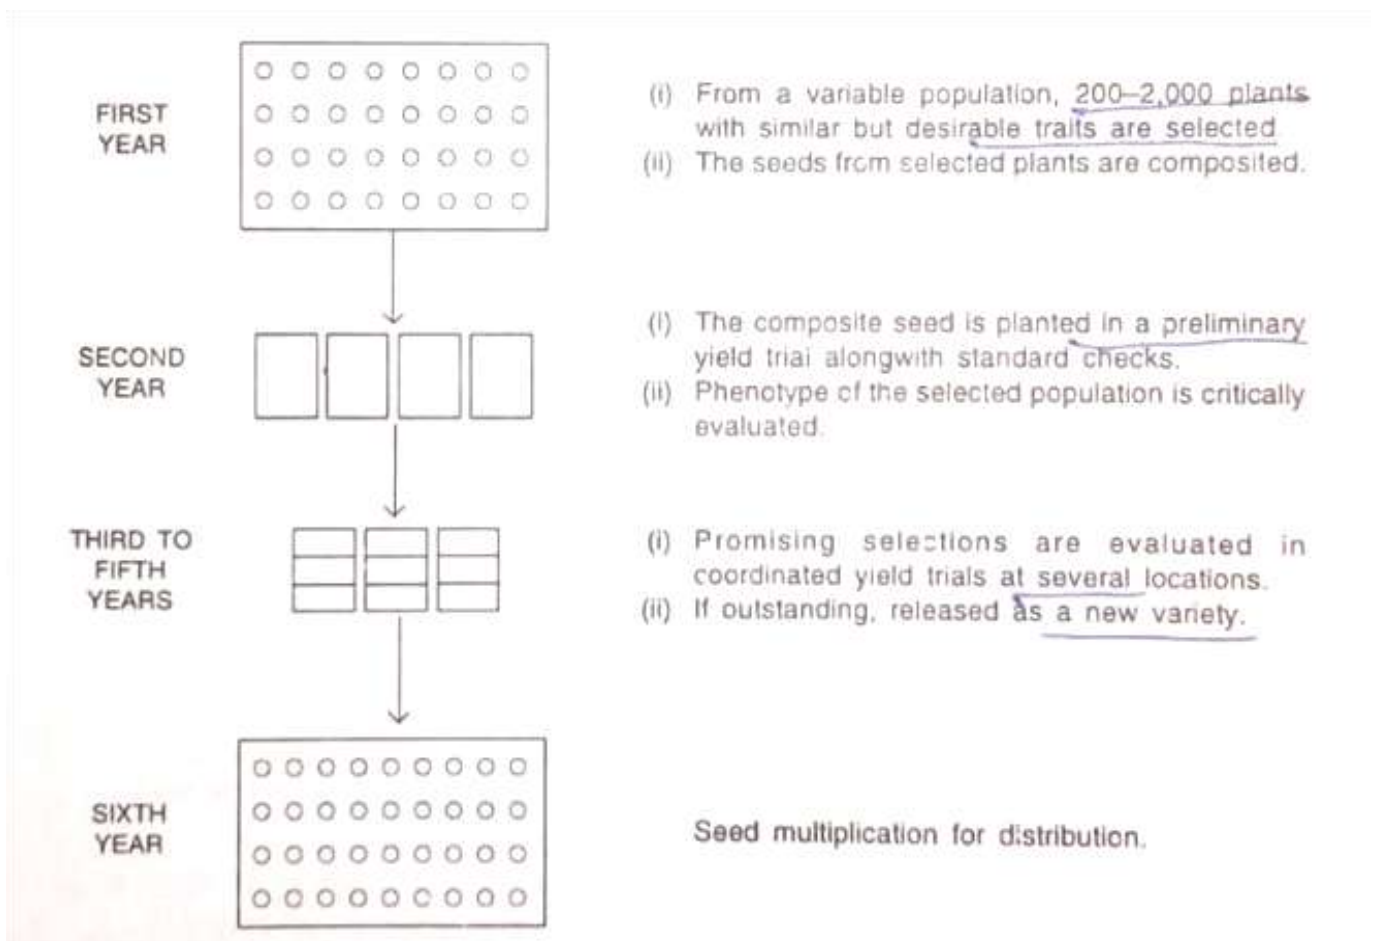 FIRST
YEAR
(i) From a variable population, 200–2,000 plants
with similar but desirable traits are selected
(ii) The seeds from selected plants are composited.
SECOND
YEAR
(i) The composite seed is planted in a preliminary
yield trial alongwith standard checks.
(ii) Phenotype of the selected population is critically
evaluated.
THIRD TO
FIFTH
YEARS
(i) Promising selections are evaluated in
coordinated yield trials at several locations.
(ii) If outstanding, released as a new variety.
SIXTH
YEAR
Seed multiplication for distribution.